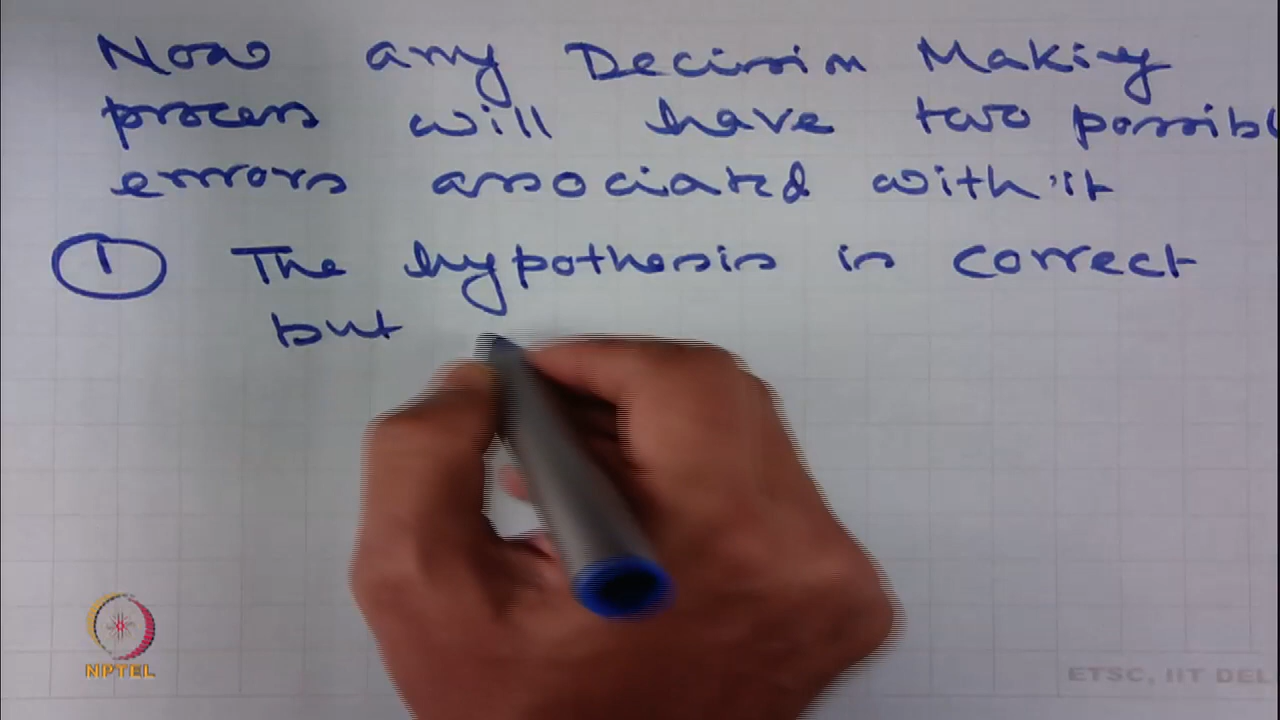 Now any Decision Making
process will have two possibl
errors associated with it
1 The hypothesis is correct
but
NPTEL
ETSC, IIT DEL